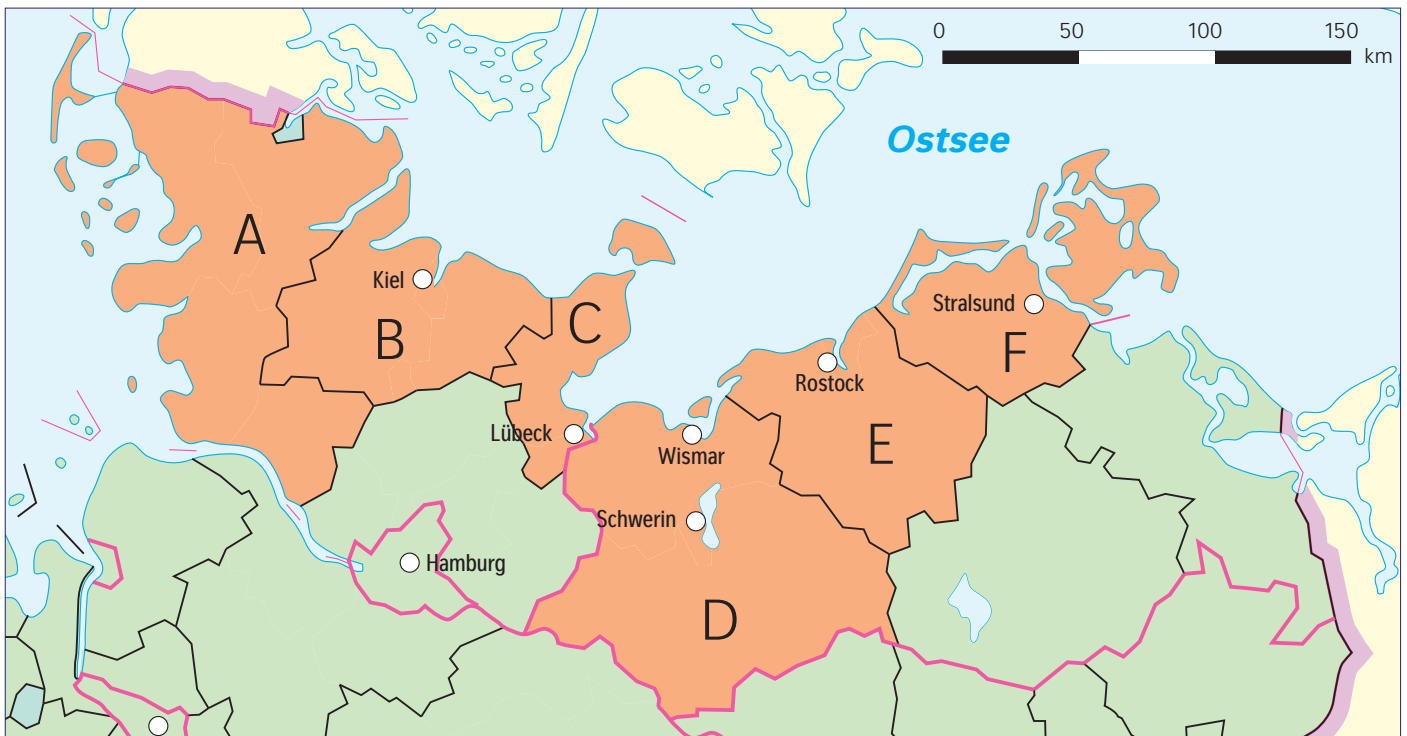 0 50 100 150
km
Ostsee
A
Kiel
B
C
Stralsund
F
Rostock
Lübeck
Wismar
E
Schwerin
Hamburg
D